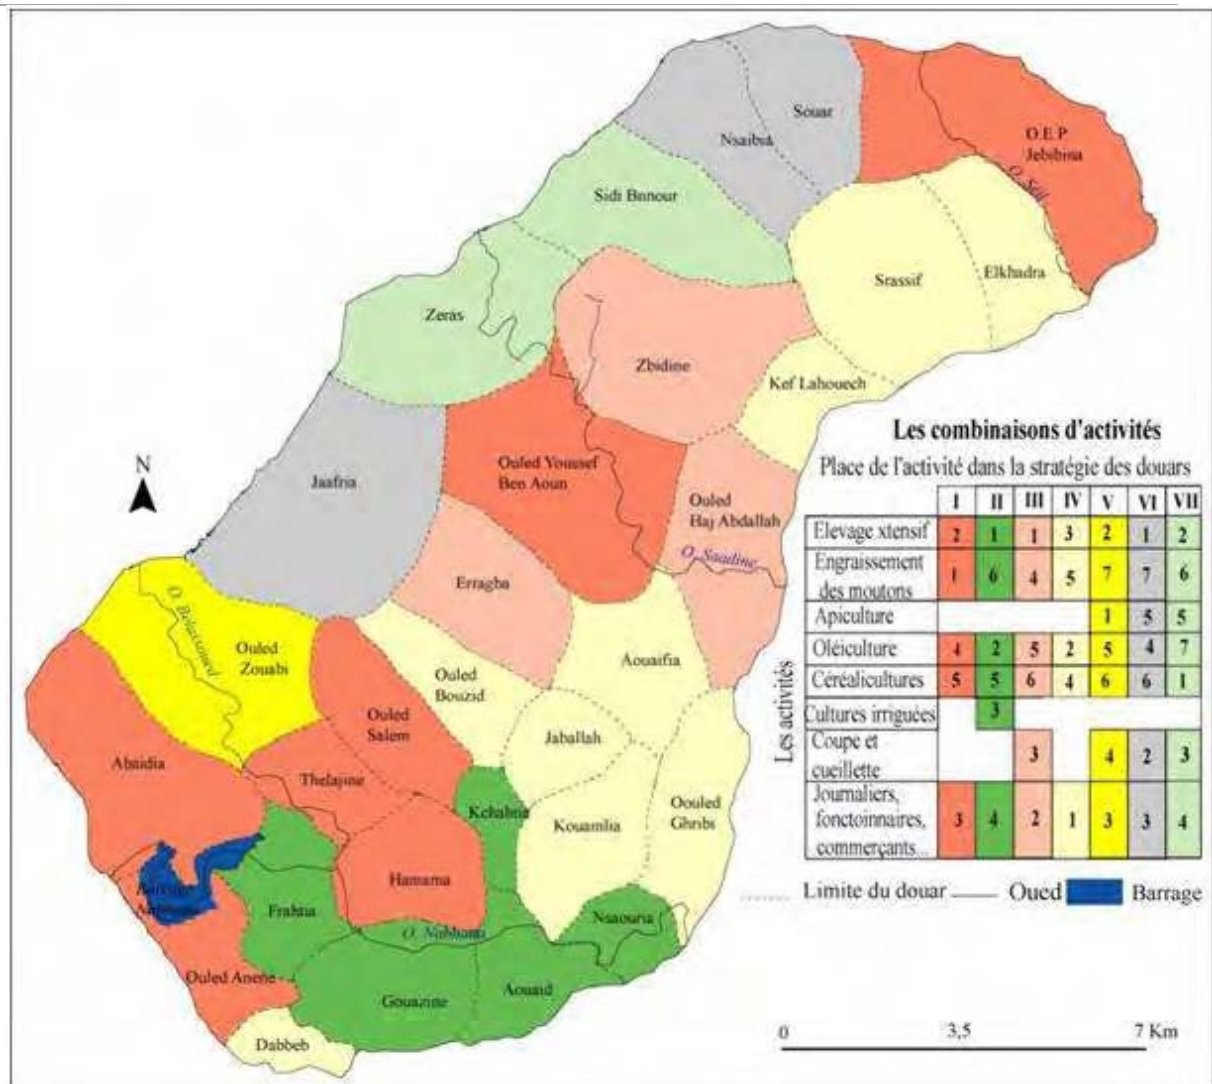 Souar
Nsaibia
O.E.P
Jebibina
O. Saïl
Sidi Bnnour
Srassif
Elkhadra
Zeras
Zbidine
Kef Lahouech
Jaafria
Ouled Youssef
Ben Aoun
Ouled
Haj Abdallah
O. Saadine
Erragba
N
O. Belassoued
Ouled
Zouabi
Ouled
Bouzid
Aouaifia
Ouled
Salem
Jaballah
Abaidia
Thelajine
Kchabna
Kouamlia
Oouled
Ghribi
Hamama
Barrage
Frahtia
Nsaouria
O. Nabhana
Ouled Anene
Gouazine
Aouaid
Dabbeb
Les combinaisons d'activités
Place de l'activité dans la stratégie des douars
I II III IV V VI VII
Elevage xtensif 2 1 1 3 2 1 2
Engraissement
des moutons 1 6 4 5 7 7 6
Apiculture 1 5 5
Oléiculture 4 2 5 2 5 4 7
Céréalicultures 5 5 6 4 6 6 1
Cultures irriguées 3
Coupe et
cueillette 3 4 2 3
Journaliers,
fonctoinnaires, 3 4 2 1 3 3 4
commerçants...
Les activités
Limite du douar Oued Barrage
0 3,5 7 Km